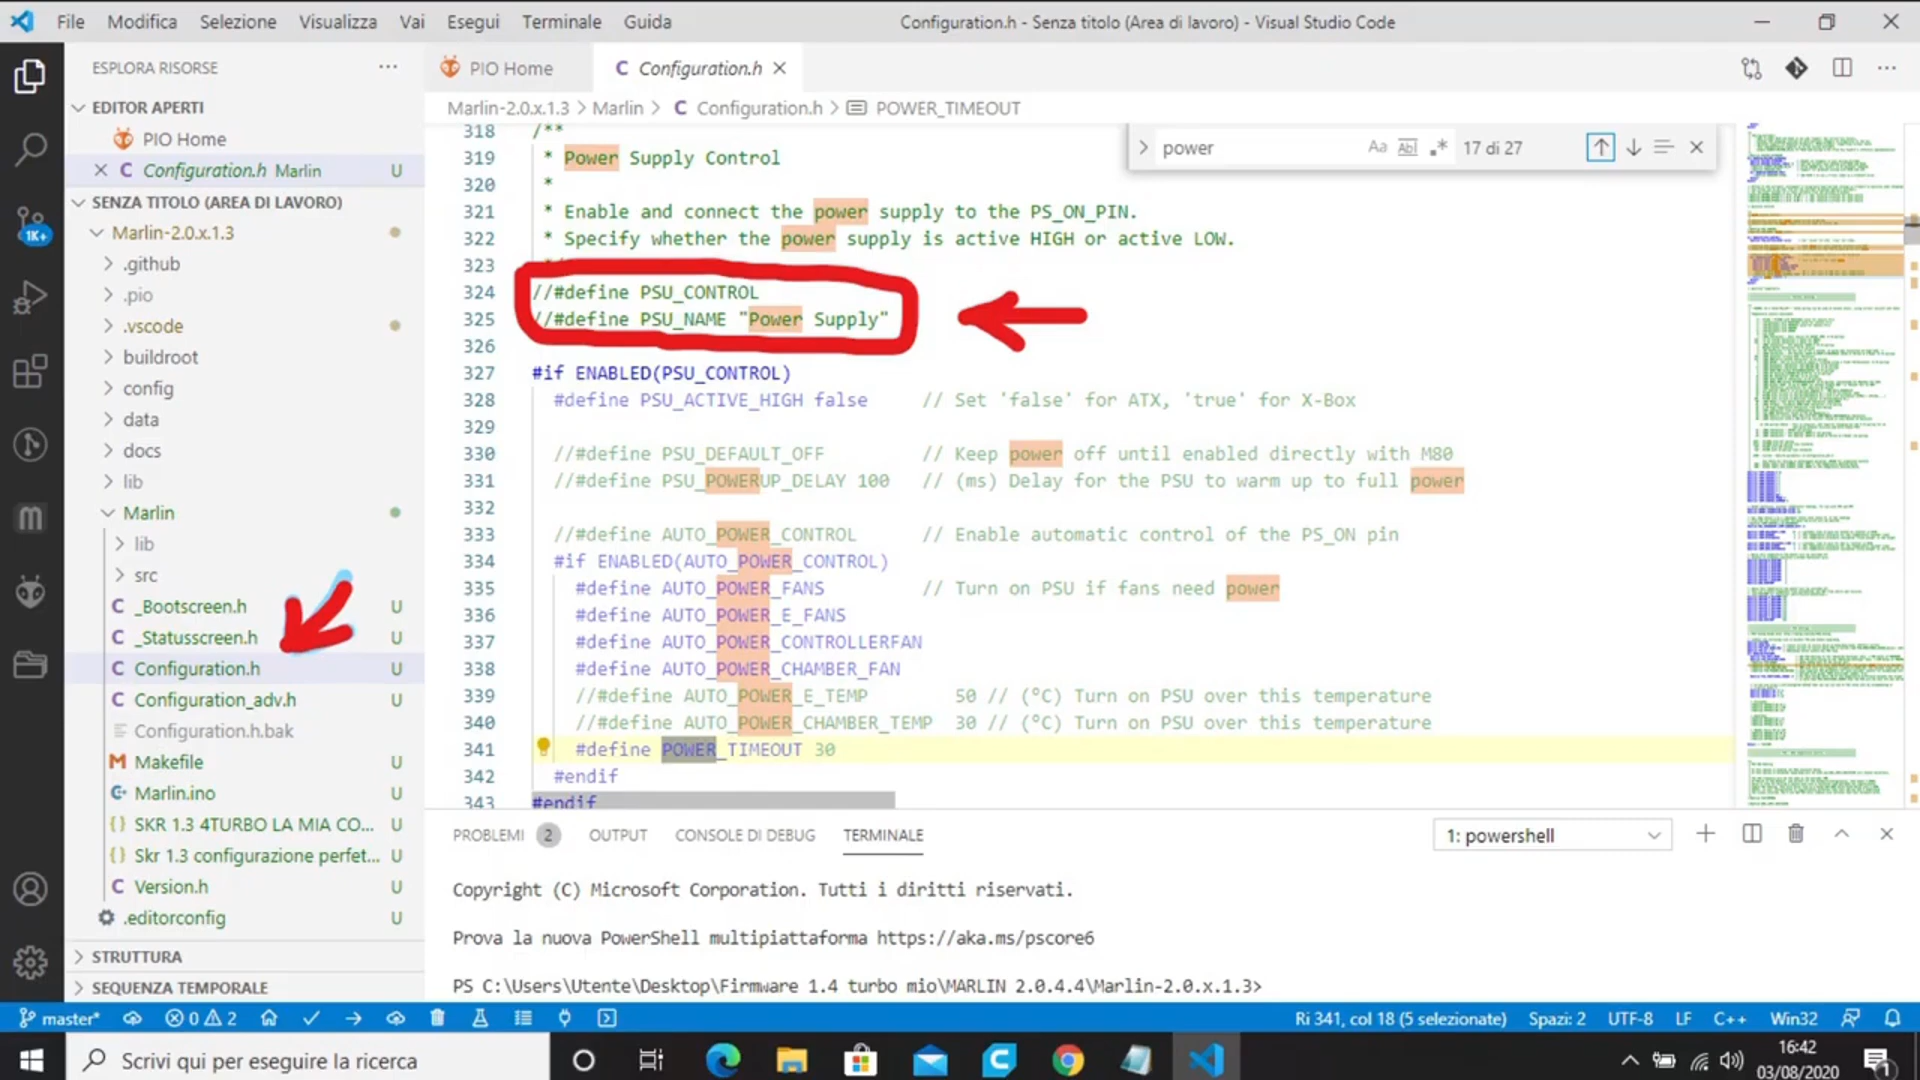 File Modifica Selezione Visualizza Vai Esegui Terminale Guida
Configuration.h - Senza titolo (Area di lavoro) - Visual Studio Code
ESPLORA RISORSE
EDITOR APERTI
PIO Home
Configuration.h Marlin U
SENZA TITOLO (AREA DI LAVORO)
1K+
Marlin-2.0.x.1.3
.github
.pio
.vscode
buildroot
config
data
docs
lib
Marlin
lib
src
_Bootscreen.h U
_Statusscreen.h U
Configuration.h U
Configuration_adv.h U
Configuration.h.bak
Makefile U
Marlin.ino U
SKR 1.3 4TURBO LA MIA CO... U
Skr 1.3 configurazione perfet... U
Version.h U
.editorconfig U
STRUTTURA
SEQUENZA TEMPORALE
PIO Home
Configuration.h
Marlin-2.0.x.1.3 > Marlin > C Configuration.h > POWER_TIMEOUT
power Aa Abl .* 17 di 27
318 /**
319 * Power Supply Control
320 *
321 * Enable and connect the power supply to the PS_ON_PIN.
322 * Specify whether the power supply is active HIGH or active LOW.
323
324 //#define PSU_CONTROL
325 //#define PSU_NAME "Power Supply"
326
327 #if ENABLED(PSU_CONTROL)
328 #define PSU_ACTIVE_HIGH false // Set 'false' for ATX, 'true' for X-Box
329
330 //#define PSU_DEFAULT_OFF // Keep power off until enabled directly with M80
331 //#define PSU_POWERUP_DELAY 100 // (ms) Delay for the PSU to warm up to full power
332
333 //#define AUTO_POWER_CONTROL // Enable automatic control of the PS_ON pin
334 #if ENABLED(AUTO_POWER_CONTROL)
335 #define AUTO_POWER_FANS // Turn on PSU if fans need power
336 #define AUTO_POWER_E_FANS
337 #define AUTO_POWER_CONTROLLERFAN
338 #define AUTO_POWER_CHAMBER_FAN
339 //#define AUTO_POWER_E_TEMP 50 // (°C) Turn on PSU over this temperature
340 //#define AUTO_POWER_CHAMBER_TEMP 30 // (°C) Turn on PSU over this temperature
341 #define POWER_TIMEOUT 30
342 #endif
343 #endif
PROBLEMI 2 OUTPUT CONSOLE DI DEBUG TERMINALE
1: powershell
Copyright (C) Microsoft Corporation. Tutti i diritti riservati.
Prova la nuova PowerShell multipiattaforma https://aka.ms/pscore6
PS C:\Users\Utente\Desktop\Firmware 1.4 turbo mio\MARLIN 2.0.4.4\Marlin-2.0.x.1.3>
master* 0 2
Ri 341, col 18 (5 selezionate) Spazi: 2 UTF-8 LF C++ Win32
Scrivi qui per eseguire la ricerca
16:42
03/08/2020
1